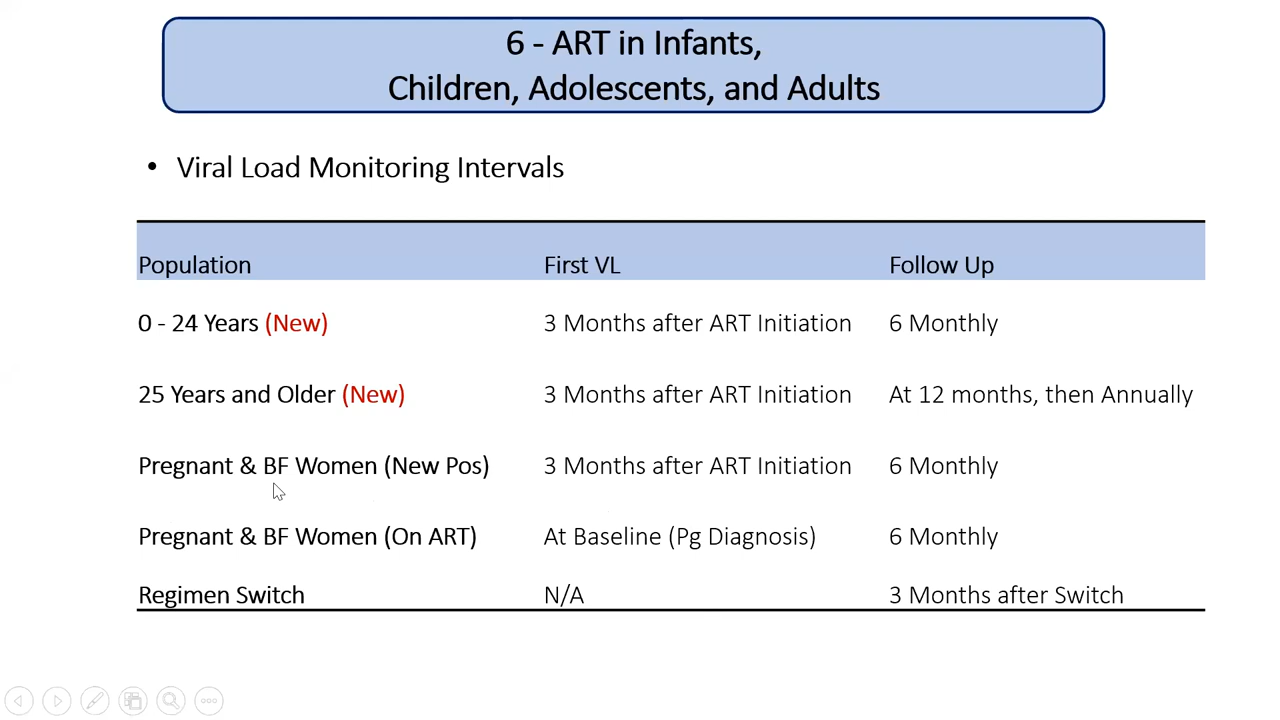 6 - ART in Infants,
Children, Adolescents, and Adults
• Viral Load Monitoring Intervals
Population First VL Follow Up
0 - 24 Years (New) 3 Months after ART Initiation 6 Monthly
25 Years and Older (New) 3 Months after ART Initiation At 12 months, then Annually
Pregnant & BF Women (New Pos) 3 Months after ART Initiation 6 Monthly
Pregnant & BF Women (On ART) At Baseline (Pg Diagnosis) 6 Monthly
Regimen Switch N/A 3 Months after Switch